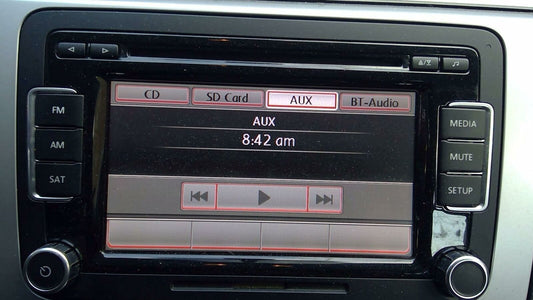 CD SD Card AUX BT-Audio
AUX
8:42 am
FM
AM
SAT
MEDIA
MUTE
SETUP